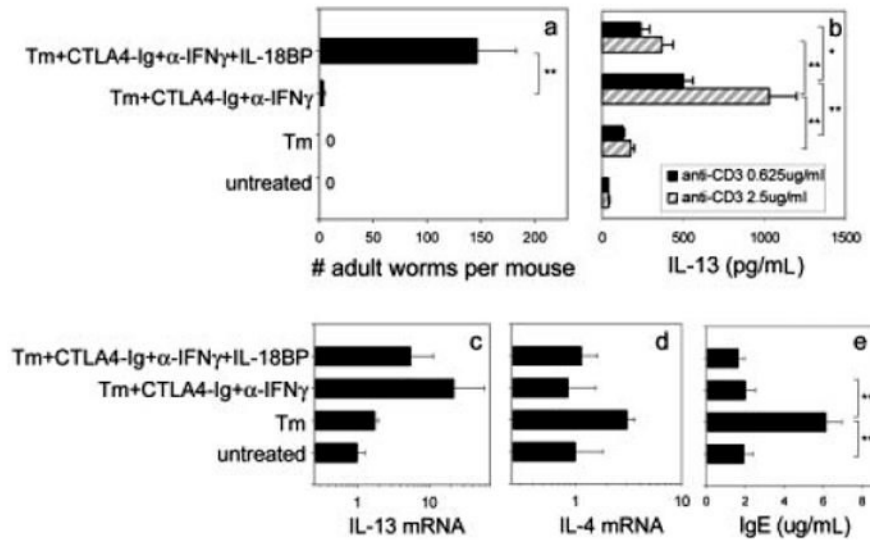 a
Tm+CTLA4-Ig+α-IFNγ+IL-18BP
**
Tm+CTLA4-Ig+α-IFNγ
Tm
0
untreated
0
0 50 100 150 200
# adult worms per mouse
b
*
**
**
**
anti-CD3 0.625ug/ml
anti-CD3 2.5ug/ml
0 500 1000 1500
IL-13 (pg/mL)
c
Tm+CTLA4-Ig+α-IFNγ+IL-18BP
Tm+CTLA4-Ig+α-IFNγ
Tm
untreated
1 10
IL-13 mRNA
d
1 10
IL-4 mRNA
e
**
**
0 2 4 6 8
IgE (ug/mL)